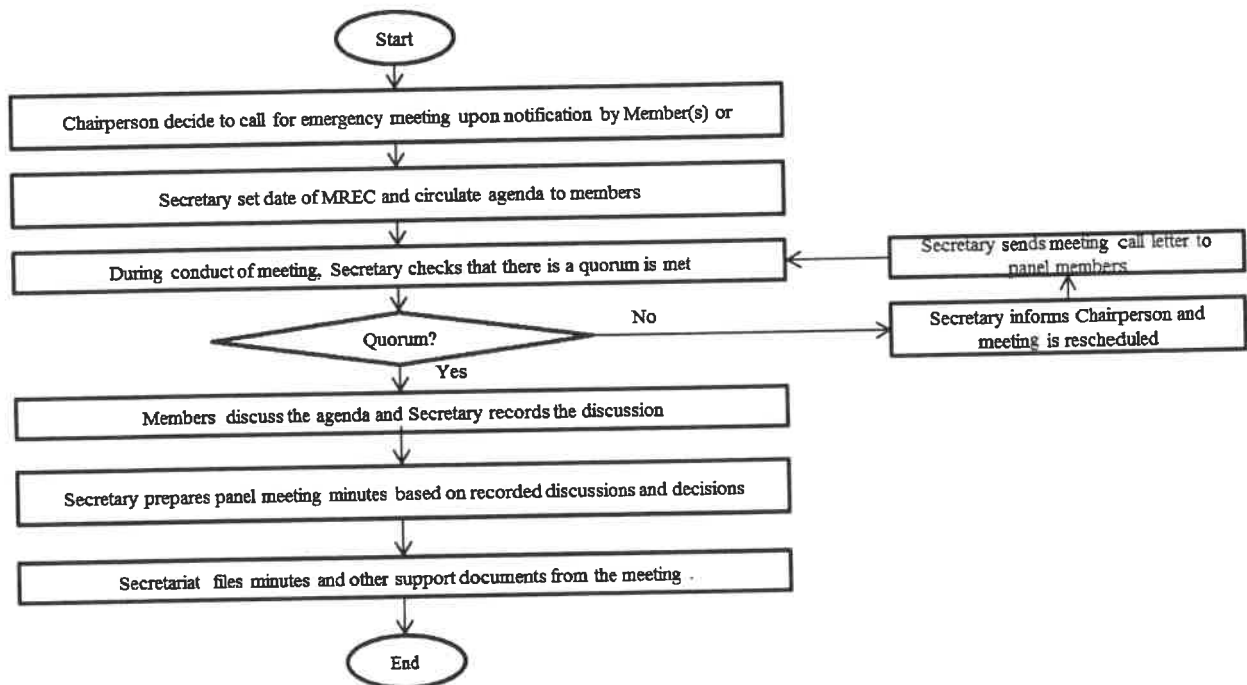 Start
Chairperson decide to call for emergency meeting upon notification by Member(s) or
Secretary set date of MREC and circulate agenda to members
During conduct of meeting, Secretary checks that there is a quorum is met
Secretary sends meeting call letter to
panel members
Quorum?
No
Secretary informs Chairperson and
meeting is rescheduled
Yes
Members discuss the agenda and Secretary records the discussion
Secretary prepares panel meeting minutes based on recorded discussions and decisions
Secretariat files minutes and other support documents from the meeting .
End